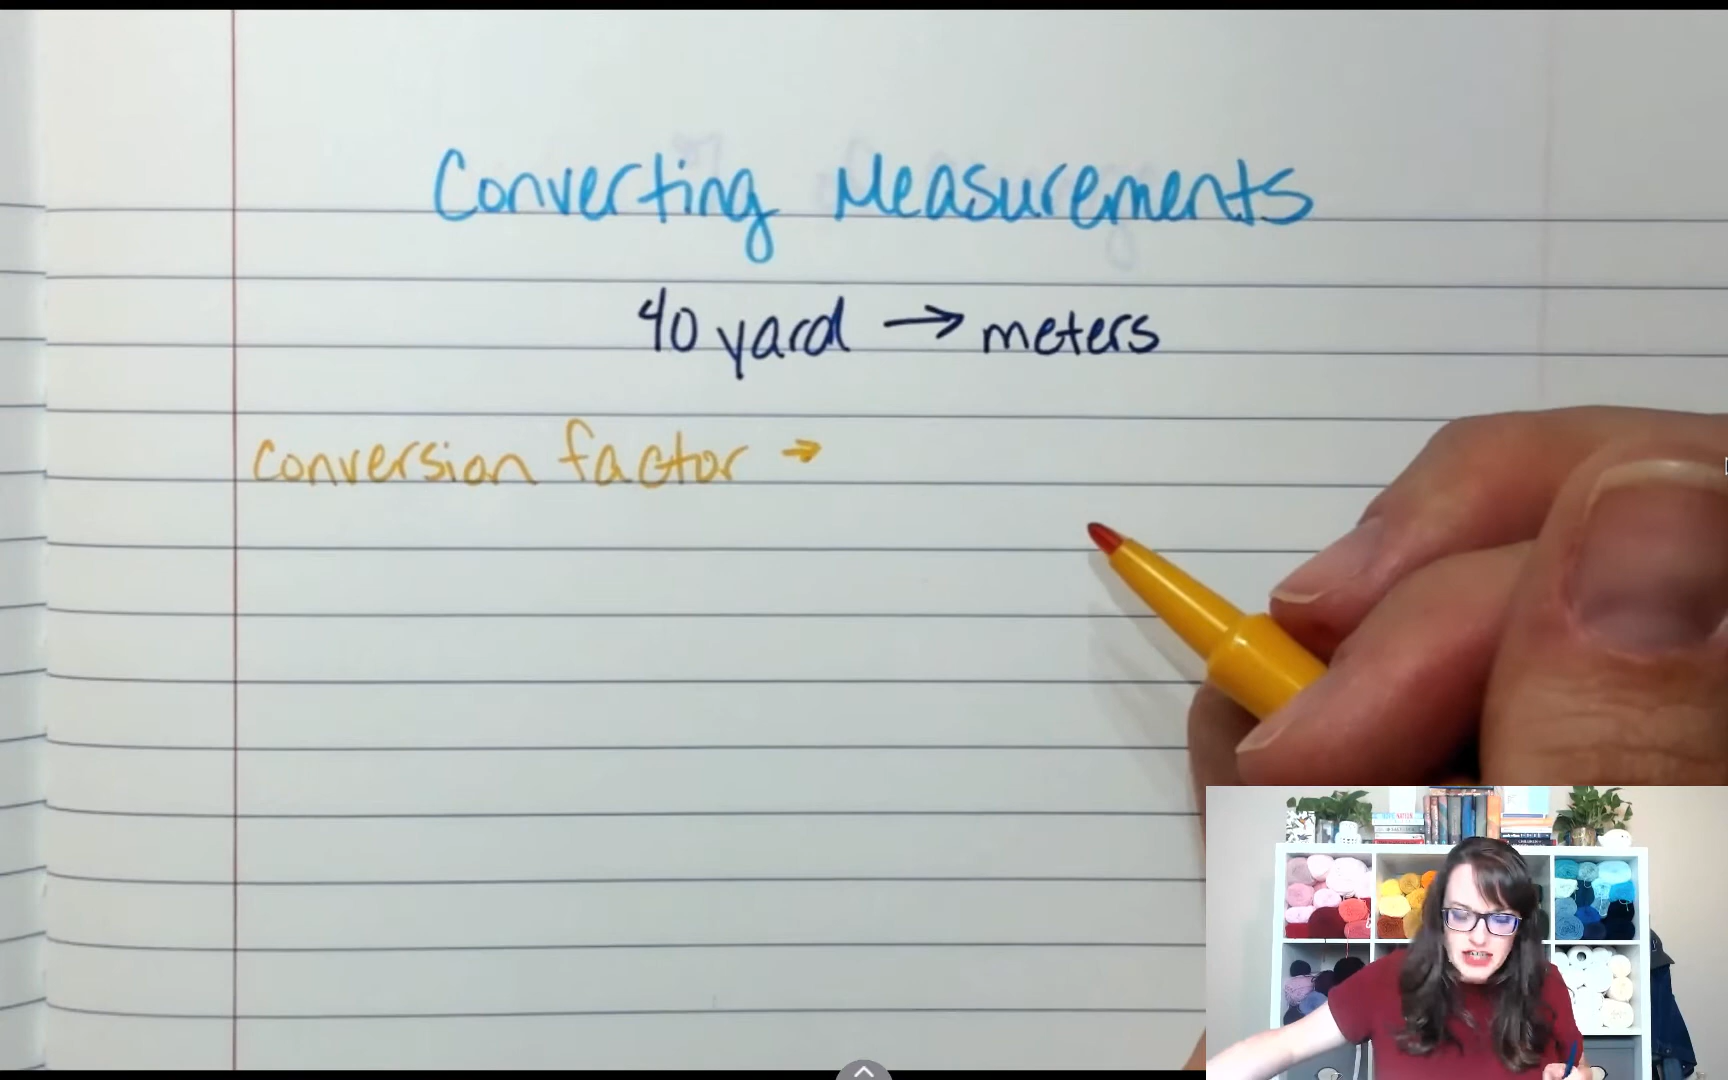 Converting Measurements
40 yard → meters
conversion factor →